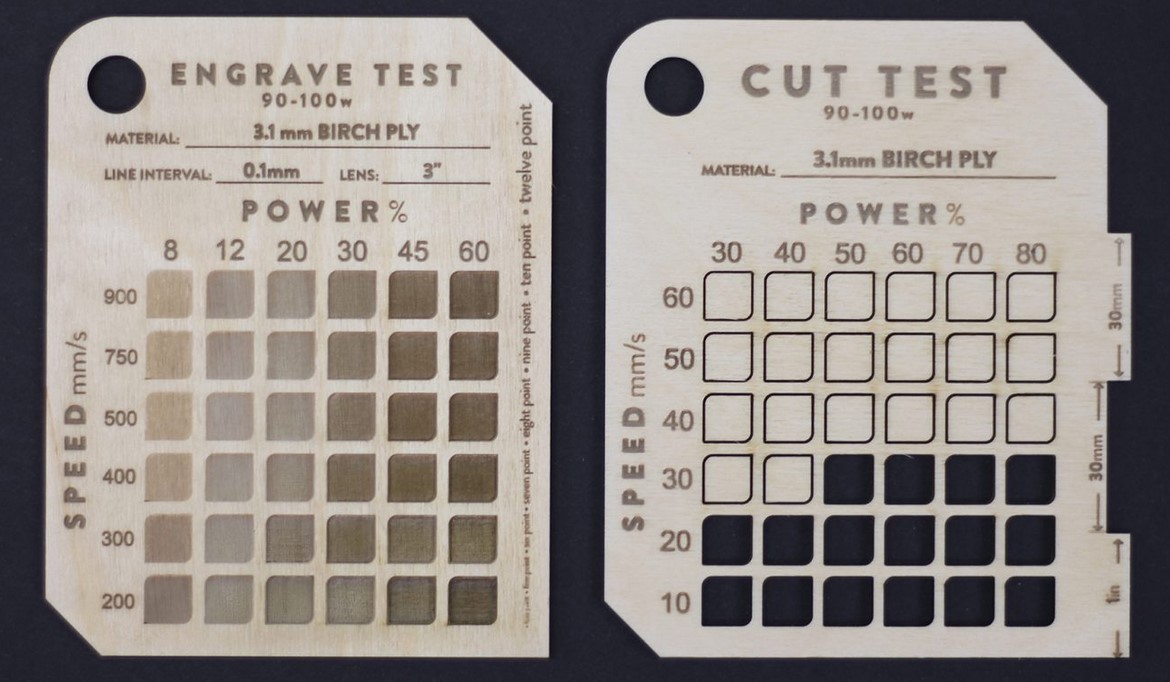 ENGRAVE TEST
90-100w
MATERIAL: 3.1 mm BIRCH PLY
LINE INTERVAL: 0.1mm LENS: 3"
POWER%
8 12 20 30 45 60
900
750
500
400
300
200
SPEED mm/s
seven point • eight point • nine point • ten point • twelve point
CUT TEST
90-100w
MATERIAL: 3.1mm BIRCH PLY
POWER%
30 40 50 60 70 80
60
50
40
30
20
10
SPEED mm/s
30mm
30mm
1in